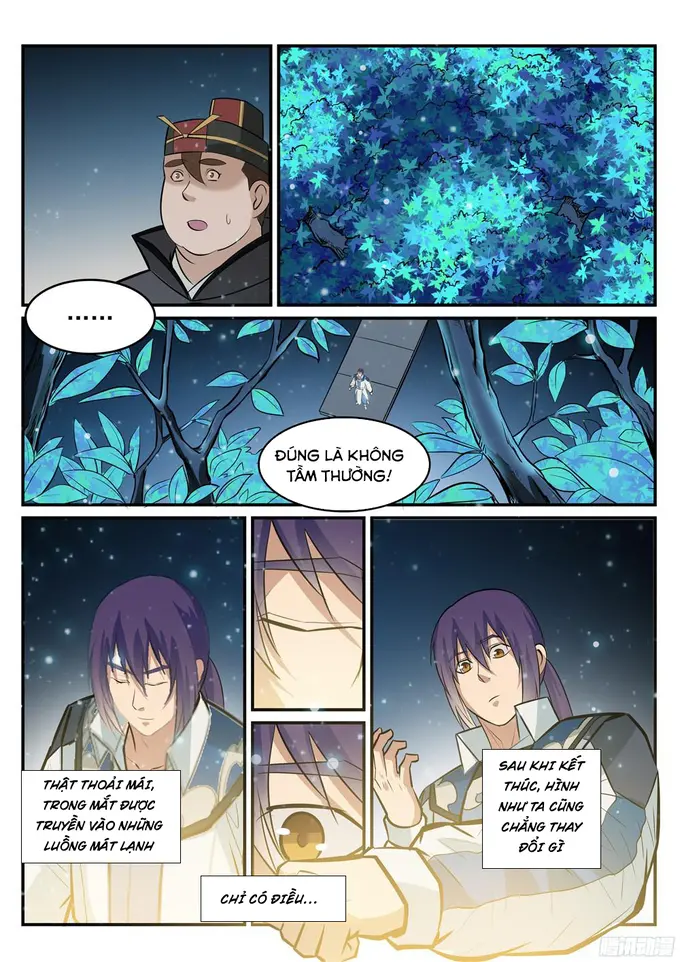 ......
ĐÚNG LÀ KHÔNG
TẦM THƯỜNG!
THẬT THOẢI MÁI,
TRONG MẮT ĐƯỢC
TRUYỀN VÀO NHỮNG
LUỒNG MÁT LẠNH
CHỈ CÓ ĐIỀU...
SAU KHI KẾT
THÚC, HÌNH
NHƯ TA CŨNG
CHẲNG THAY
ĐỔI GÌ